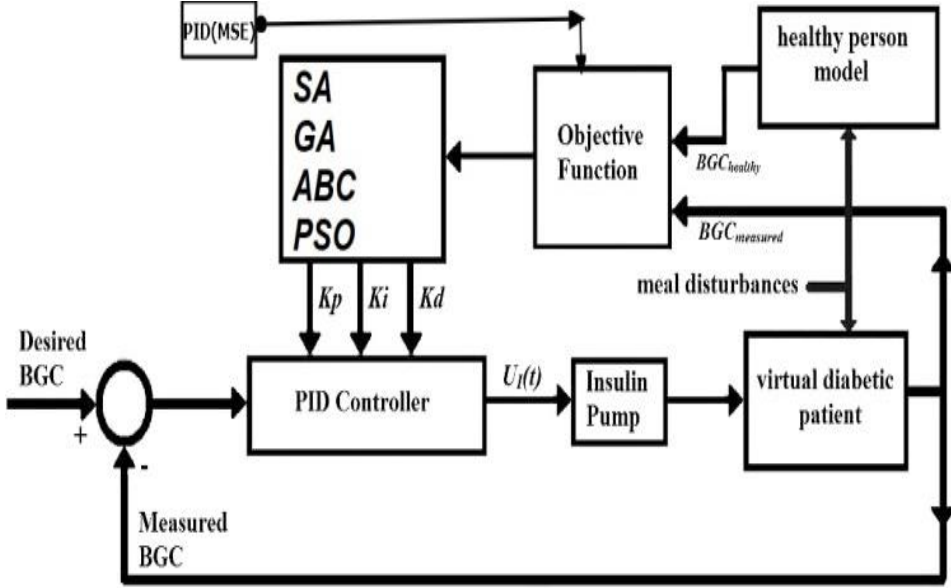 PID(MSE)
healthy person
model
SA
GA
ABC
PSO
Objective
Function
BGChealthy
BGCmeasured
meal disturbances
Kp
Ki
Kd
Desired
BGC
+
-
PID Controller
UI(t)
Insulin
Pump
virtual diabetic
patient
Measured
BGC